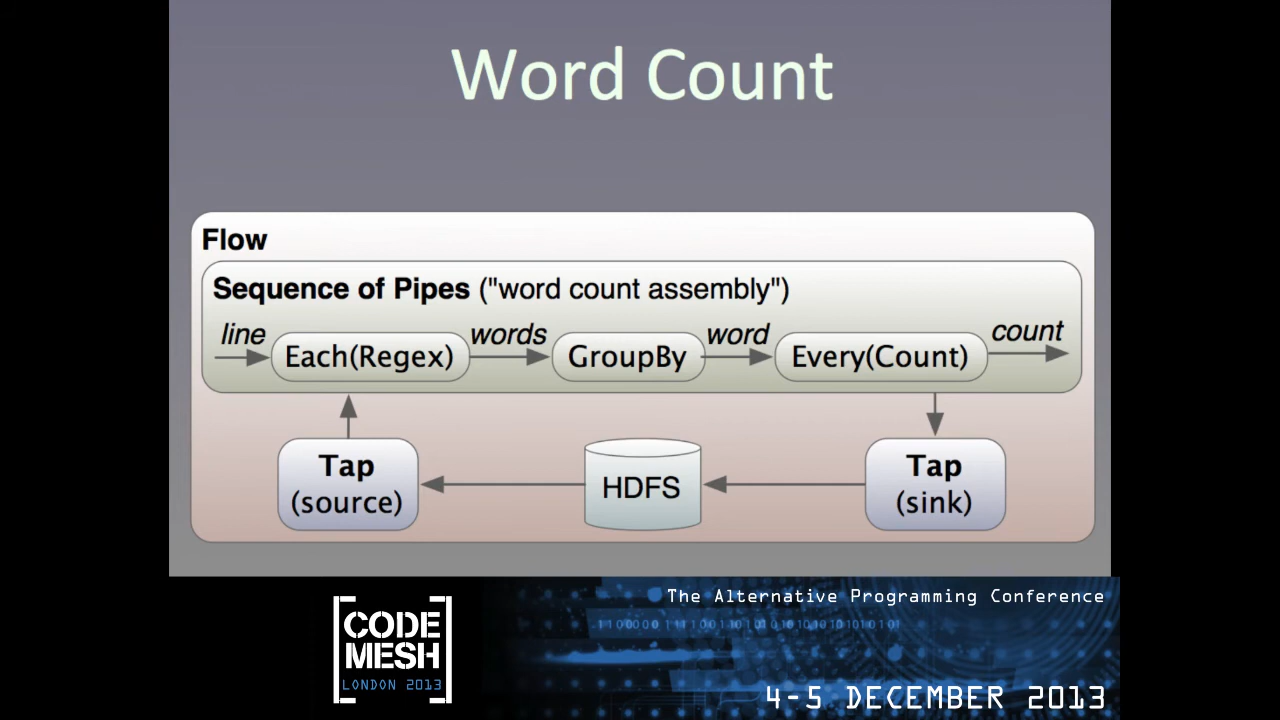 Word Count
Flow
Sequence of Pipes ("word count assembly")
line
Each(Regex)
words
GroupBy
word
Every(Count)
count
Tap
(source)
HDFS
Tap
(sink)
CODE
MESH
LONDON 2013
The Alternative Programming Conference
4-5 DECEMBER 2013